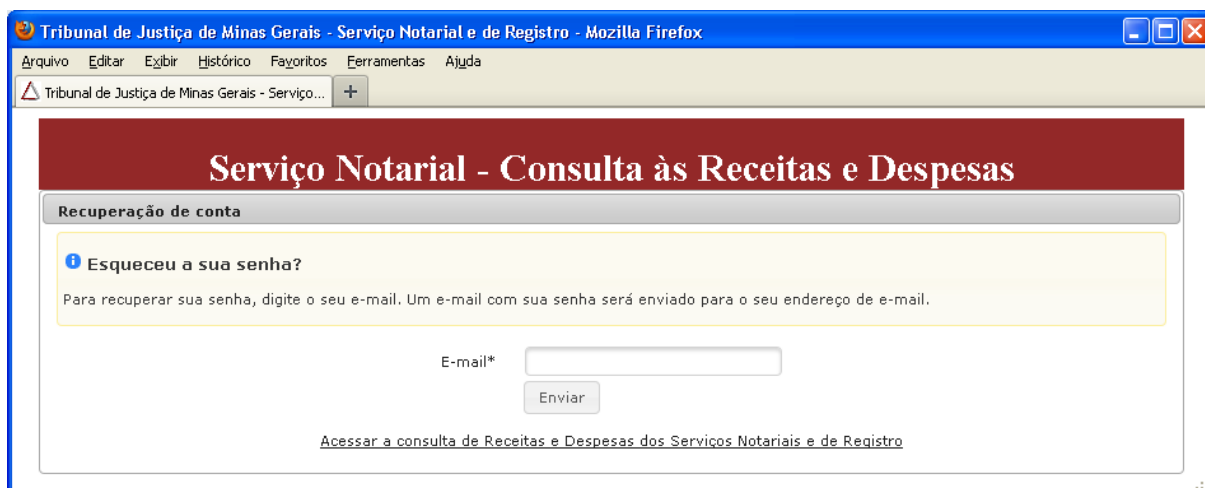 Tribunal de Justiça de Minas Gerais - Serviço Notarial e de Registro - Mozilla Firefox
Arquivo Editar Exibir Histórico Favoritos Ferramentas Ajuda
Tribunal de Justiça de Minas Gerais - Serviço... +
Serviço Notarial - Consulta às Receitas e Despesas
Recuperação de conta
Esqueceu a sua senha?
Para recuperar sua senha, digite o seu e-mail. Um e-mail com sua senha será enviado para o seu endereço de e-mail.
E-mail*
Enviar
Acessar a consulta de Receitas e Despesas dos Serviços Notariais e de Registro